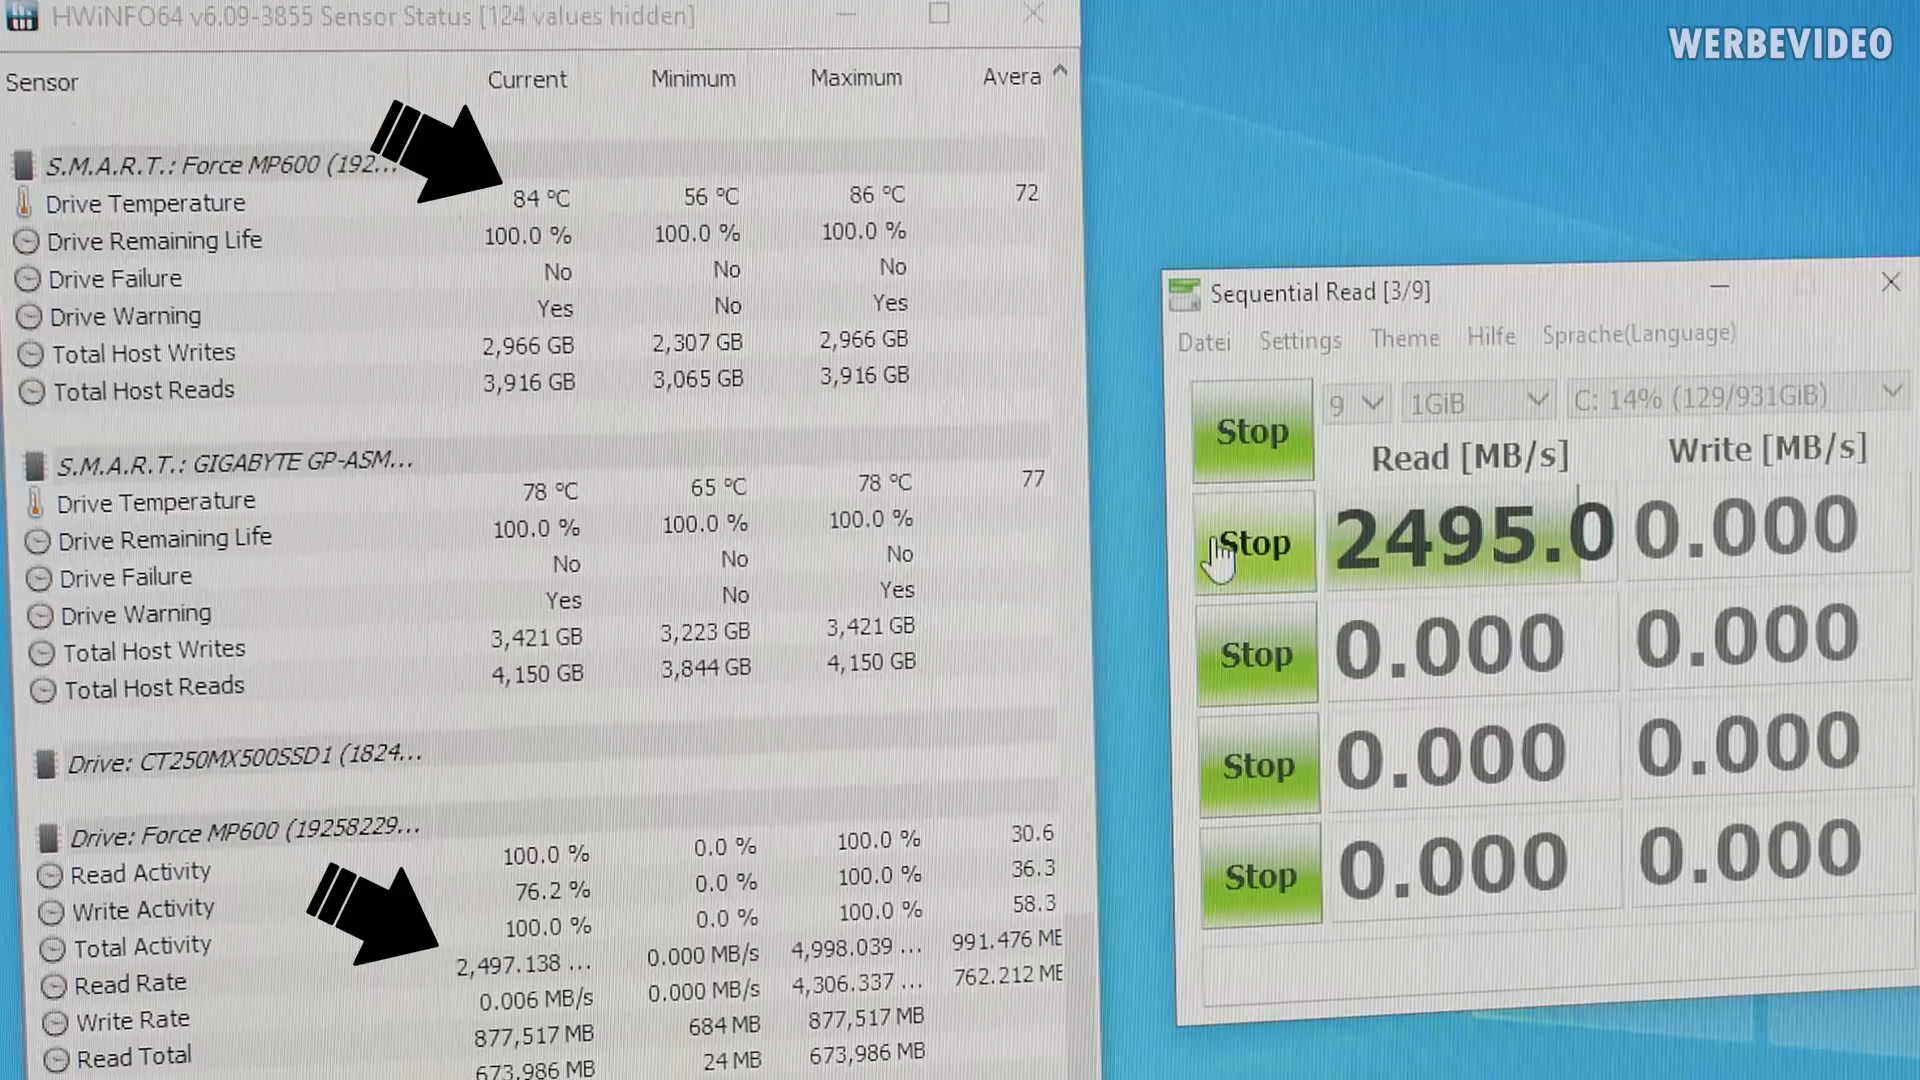 HWiNFO64 v6.09-3855 Sensor Status [124 values hidden]
WERBEVIDEO
Sensor Current Minimum Maximum Avera
S.M.A.R.T.: Force MP600 (192...
Drive Temperature 84 °C 56 °C 86 °C 72
Drive Remaining Life 100.0 % 100.0 % 100.0 %
Drive Failure No No No
Drive Warning Yes No Yes
Total Host Writes 2,966 GB 2,307 GB 2,966 GB
Total Host Reads 3,916 GB 3,065 GB 3,916 GB
S.M.A.R.T.: GIGABYTE GP-ASM...
Drive Temperature 78 °C 65 °C 78 °C 77
Drive Remaining Life 100.0 % 100.0 % 100.0 %
Drive Failure No No No
Drive Warning Yes No Yes
Total Host Writes 3,421 GB 3,223 GB 3,421 GB
Total Host Reads 4,150 GB 3,844 GB 4,150 GB
Drive: CT250MX500SSD1 (1824...
Drive: Force MP600 (19258229...
Read Activity 100.0 % 0.0 % 100.0 % 30.6
Write Activity 76.2 % 0.0 % 100.0 % 36.3
Total Activity 100.0 % 0.0 % 100.0 % 58.3
Read Rate 2,497.138 ... 0.000 MB/s 4,998.039 ... 991.476 ME
Write Rate 0.006 MB/s 0.000 MB/s 4,306.337 ... 762.212 ME
Read Total 877,517 MB 684 MB 877,517 MB
673,986 MB 24 MB 673,986 MB
Sequential Read [3/9]
Datei Settings Theme Hilfe Sprache(Language)
Stop 9 1GiB C: 14% (129/931GiB)
Read [MB/s] Write [MB/s]
Stop 2495.0 0.000
Stop 0.000 0.000
Stop 0.000 0.000
Stop 0.000 0.000